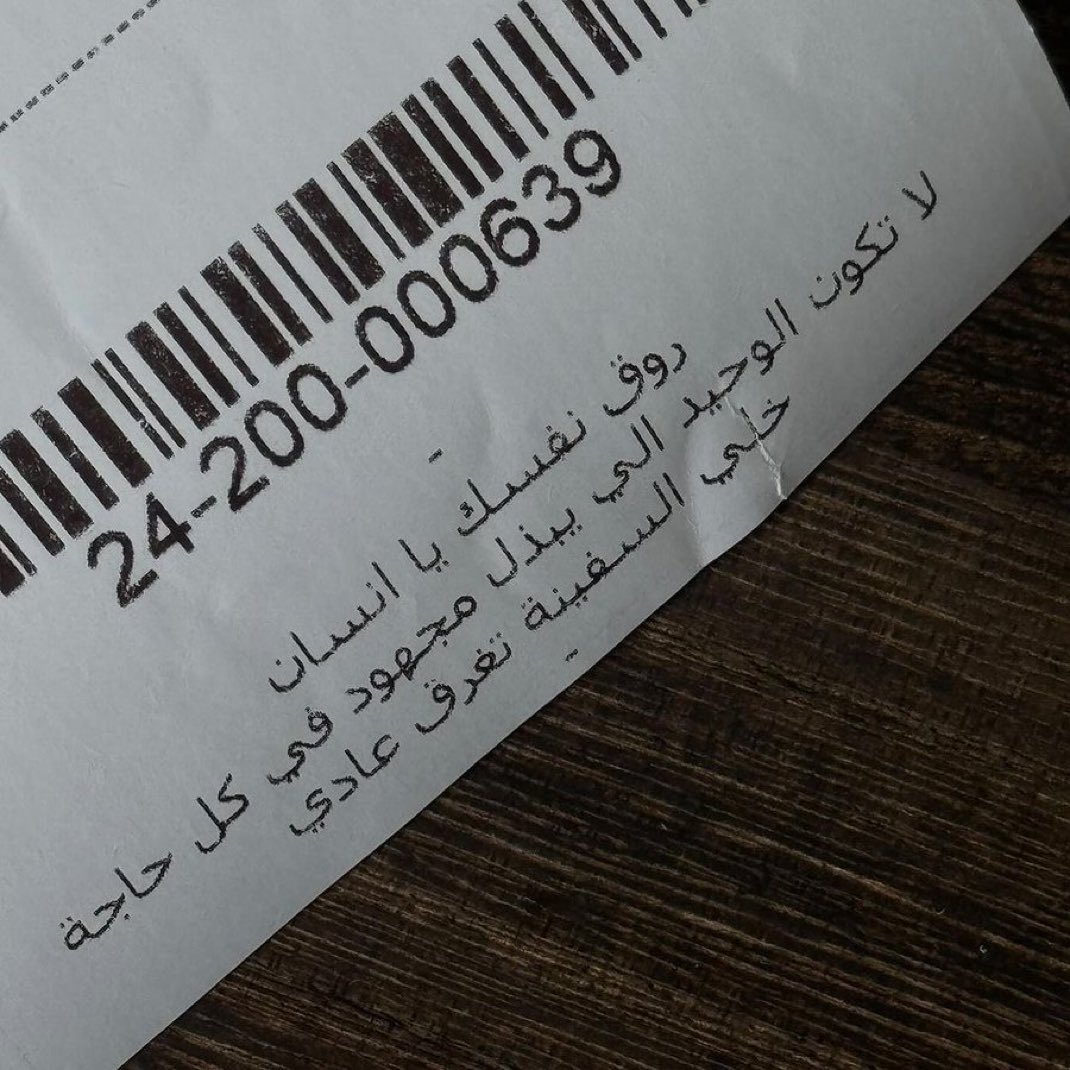 24-200-000639
-
روق نفسك يا انسان
لا تكون الوحيد الي يبذل مجهود في كل حاجة
خلي السفينة تغرق عادي
-